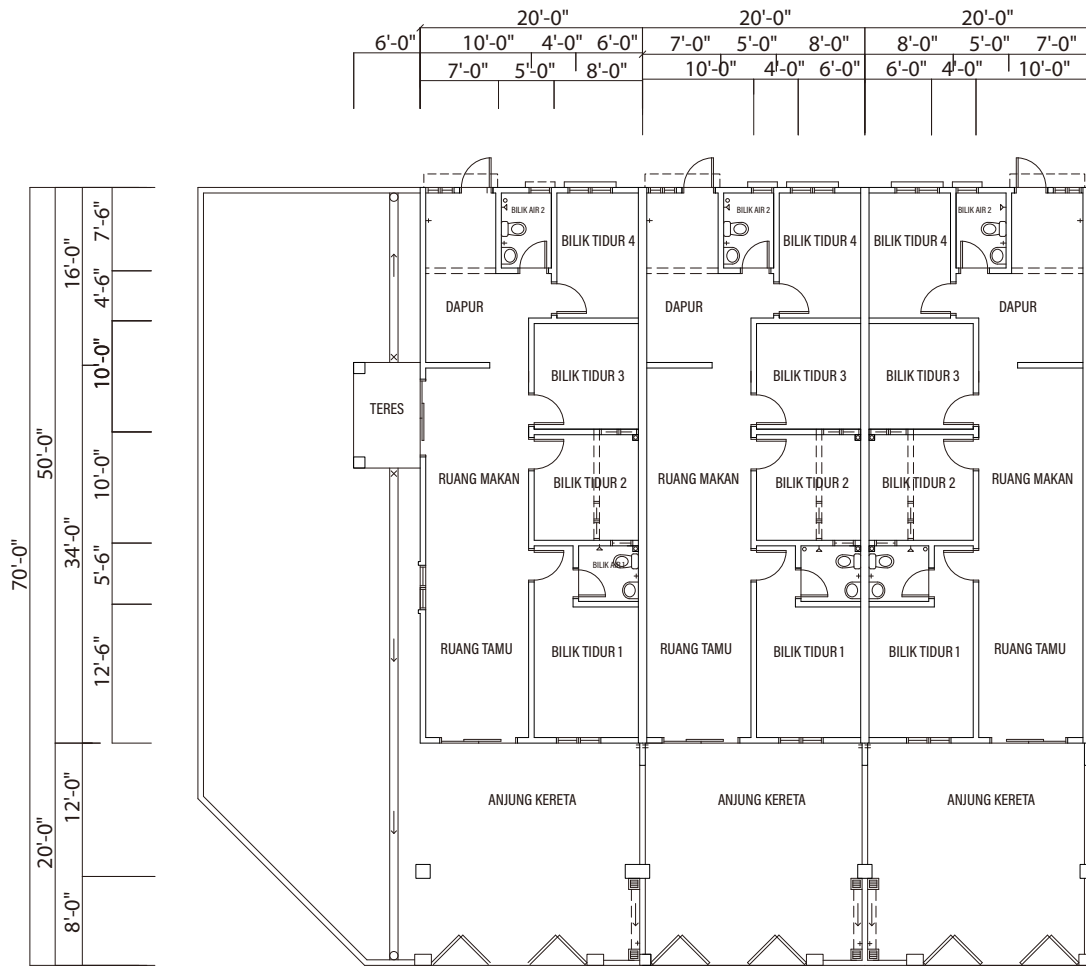 20'-0" 20'-0" 20'-0"
6'-0" 10'-0" 4'-0" 6'-0" 7'-0" 5'-0" 8'-0" 8'-0" 5'-0" 7'-0"
7'-0" 5'-0" 8'-0" 10'-0" 4'-0" 6'-0" 6'-0" 4'-0" 10'-0"
70'-0"
50'-0"
20'-0"
16'-0"
34'-0"
12'-0"
8'-0"
7'-6"
4'-6"
10'-0"
10'-0"
5'-6"
12'-6"
BILIK AIR 2 BILIK AIR 2 BILIK AIR 2
BILIK TIDUR 4 BILIK TIDUR 4 BILIK TIDUR 4
DAPUR DAPUR DAPUR
BILIK TIDUR 3 BILIK TIDUR 3 BILIK TIDUR 3
TERES
RUANG MAKAN BILIK TIDUR 2 RUANG MAKAN BILIK TIDUR 2 BILIK TIDUR 2 RUANG MAKAN
BILIK AIR 1
RUANG TAMU BILIK TIDUR 1 RUANG TAMU BILIK TIDUR 1 BILIK TIDUR 1 RUANG TAMU
ANJUNG KERETA ANJUNG KERETA ANJUNG KERETA